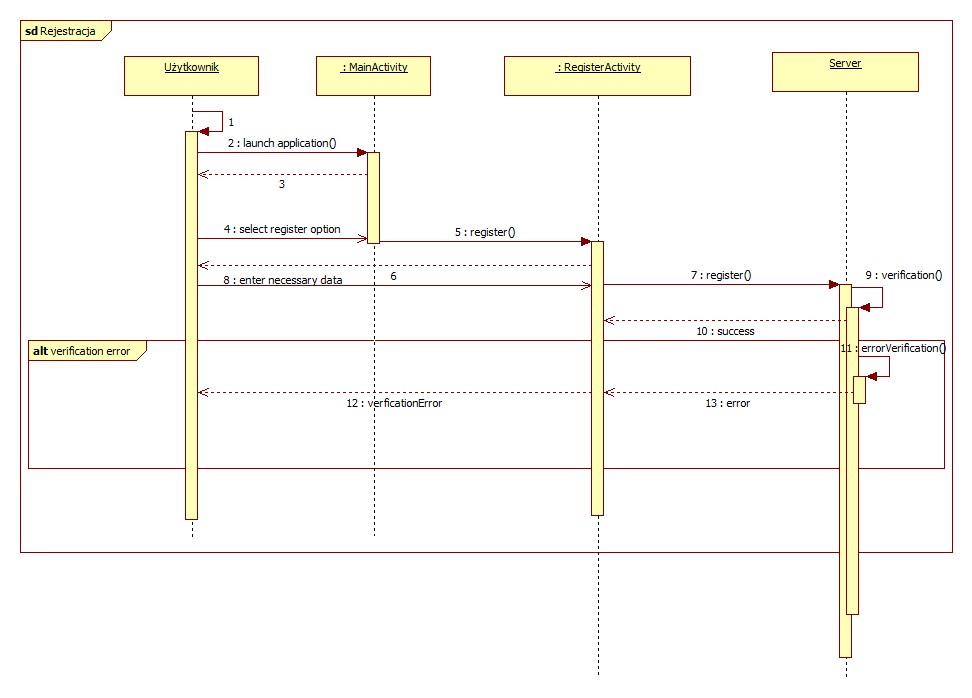 sd Rejestracja
Użytkownik
: MainActivity
: RegisterActivity
Server
1
2 : launch application()
3
4 : select register option
5 : register()
6
8 : enter necessary data
7 : register()
9 : verification()
10 : success
alt verification error
11 : errorVerification()
12 : verficationError
13 : error